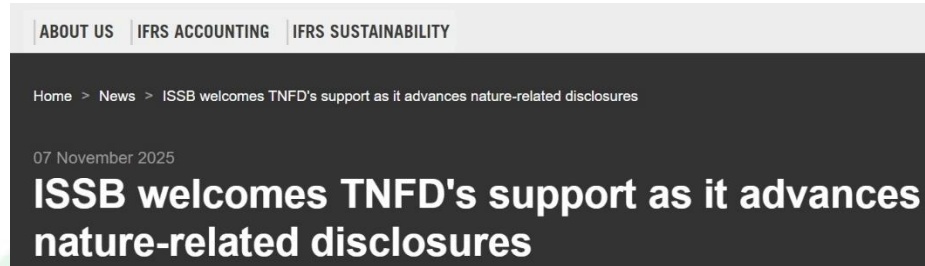 ABOUT US IFRS ACCOUNTING IFRS SUSTAINABILITY
Home > News > ISSB welcomes TNFD's support as it advances nature-related disclosures
07 November 2025
ISSB welcomes TNFD's support as it advances
nature-related disclosures